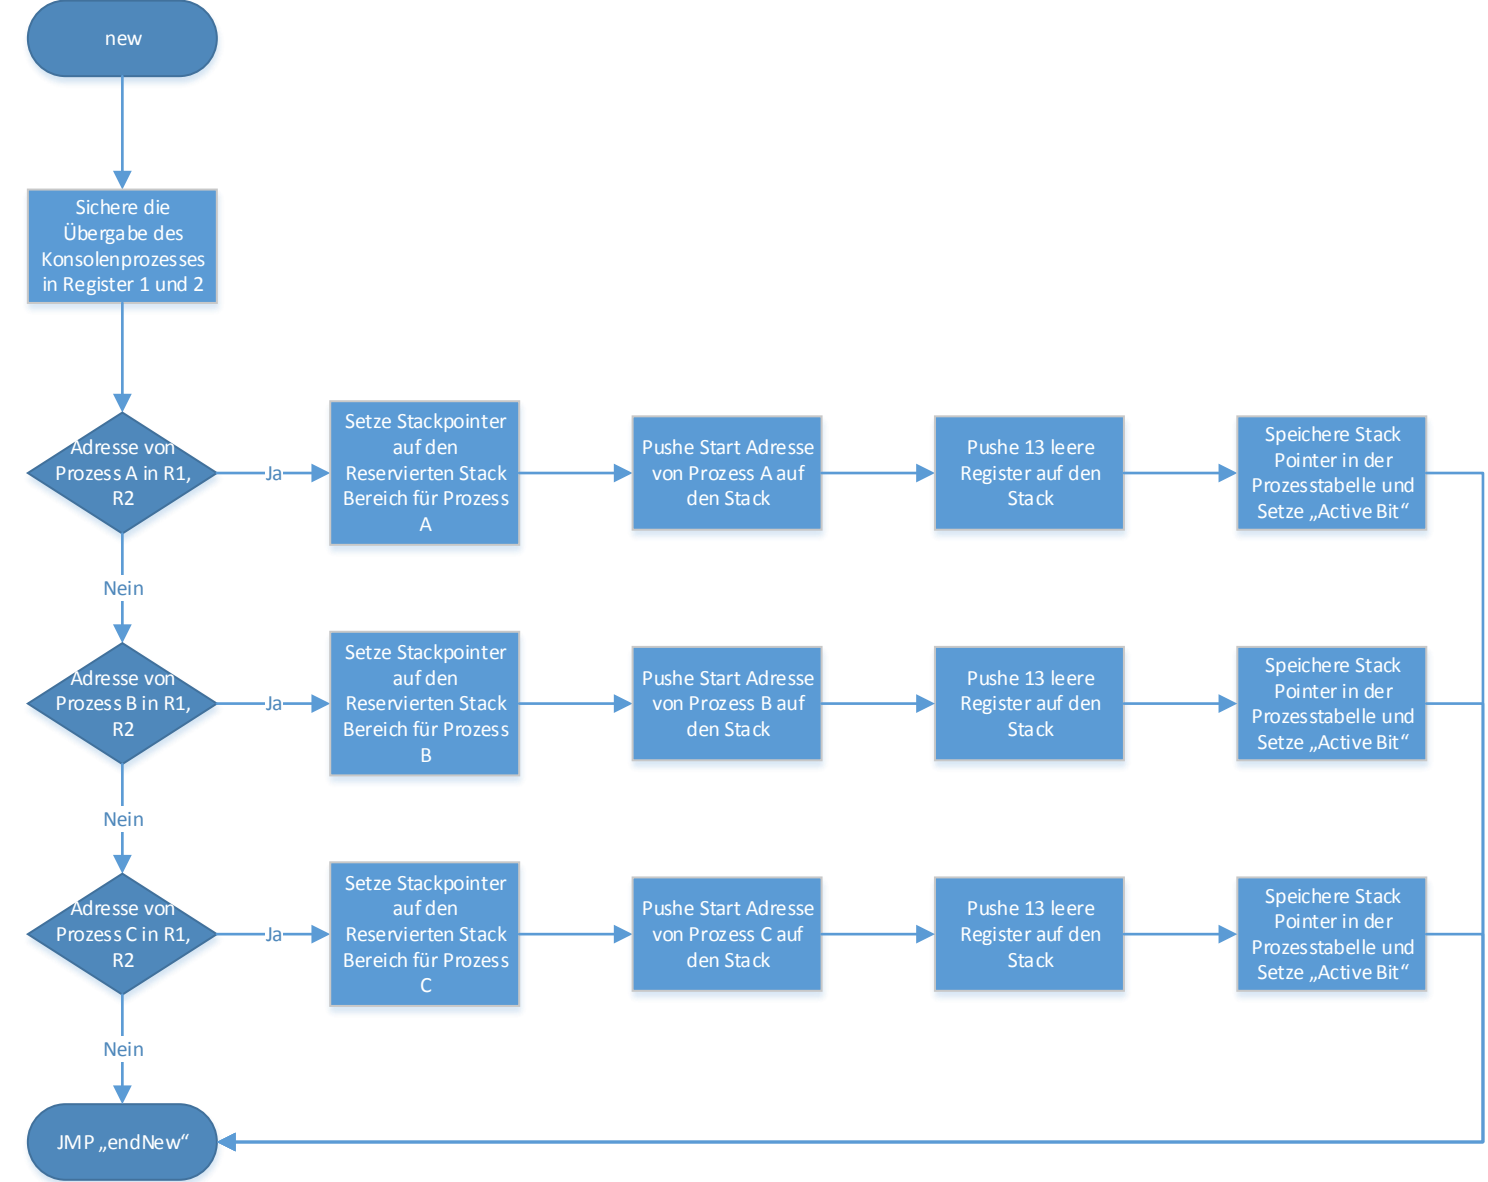 new
Sichere die
Übergabe des
Konsolenprozesses
in Register 1 und 2
Adresse von
Prozess A in R1,
R2
Ja
Setze Stackpointer
auf den
Reservierten Stack
Bereich für Prozess
A
Pushe Start Adresse
von Prozess A auf
den Stack
Pushe 13 leere
Register auf den
Stack
Speichere Stack
Pointer in der
Prozesstabelle und
Setze „Active Bit“
Nein
Adresse von
Prozess B in R1,
R2
Ja
Setze Stackpointer
auf den
Reservierten Stack
Bereich für Prozess
B
Pushe Start Adresse
von Prozess B auf
den Stack
Pushe 13 leere
Register auf den
Stack
Speichere Stack
Pointer in der
Prozesstabelle und
Setze „Active Bit“
Nein
Adresse von
Prozess C in R1,
R2
Ja
Setze Stackpointer
auf den
Reservierten Stack
Bereich für Prozess
C
Pushe Start Adresse
von Prozess C auf
den Stack
Pushe 13 leere
Register auf den
Stack
Speichere Stack
Pointer in der
Prozesstabelle und
Setze „Active Bit“
Nein
JMP „endNew“